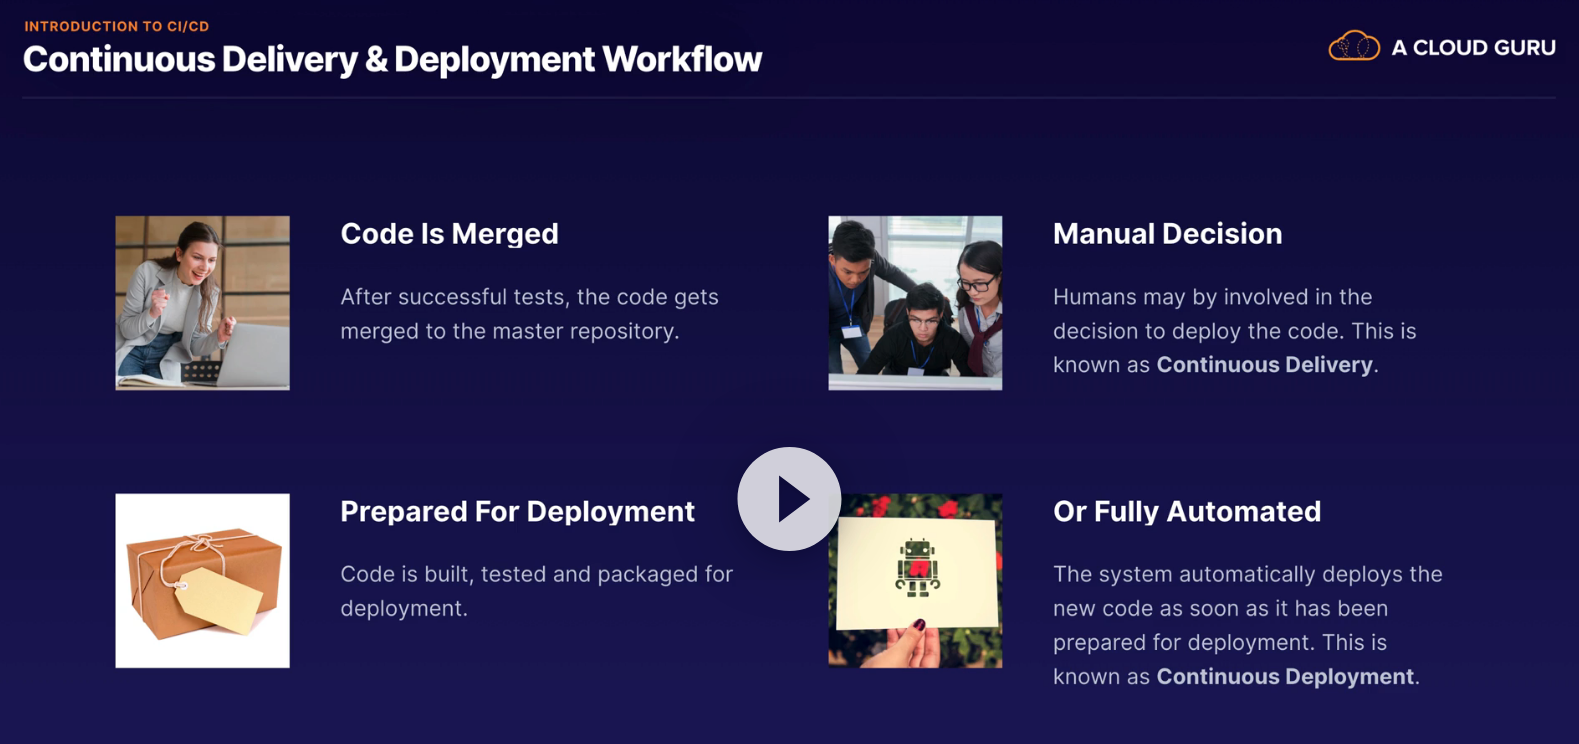 INTRODUCTION TO CI/CD
Continuous Delivery & Deployment Workflow
A CLOUD GURU
Code Is Merged
After successful tests, the code gets
merged to the master repository.
Manual Decision
Humans may by involved in the
decision to deploy the code. This is
known as Continuous Delivery.
Prepared For Deployment
Code is built, tested and packaged for
deployment.
Or Fully Automated
The system automatically deploys the
new code as soon as it has been
prepared for deployment. This is
known as Continuous Deployment.